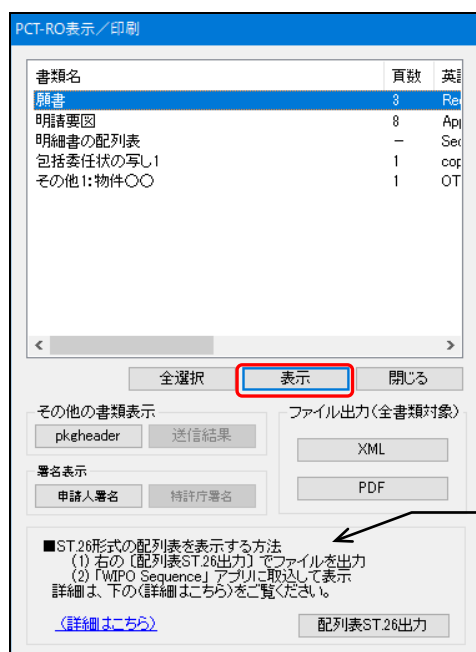 PCT-RO表示／印刷
書類名 頁数 英
願書 3 Re
明請要図 8 Ap
明細書の配列表 － Se
包括委任状の写し1 1 cop
その他1:物件〇〇 1 OT
全選択 表示 閉じる
その他の書類表示
pkgheader 送信結果
署名表示
申請人署名 特許庁署名
ファイル出力(全書類対象)
XML
PDF
■ST.26形式の配列表を表示する方法
(1) 右の〔配列表ST.26出力〕でファイルを出力
(2)「WIPO Sequence」アプリに取込して表示
詳細は、下の(詳細はこちら)をご覧ください。
(詳細はこちら) 配列表ST.26出力